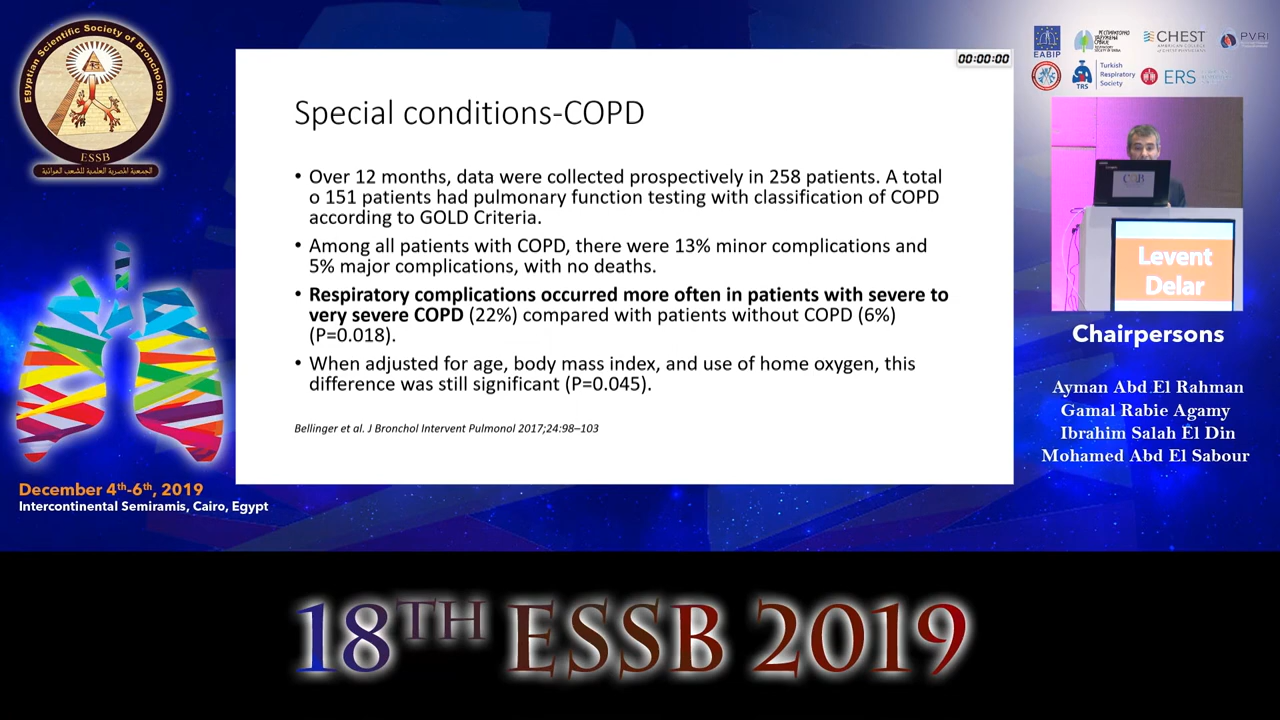 Egyptian Scientific Society of Bronchology
ESSB
الجمعية المصرية العلمية للشعب الهوائية
00:00:00
Special conditions-COPD
• Over 12 months, data were collected prospectively in 258 patients. A total
o 151 patients had pulmonary function testing with classification of COPD
according to GOLD Criteria.
• Among all patients with COPD, there were 13% minor complications and
5% major complications, with no deaths.
• Respiratory complications occurred more often in patients with severe to
very severe COPD (22%) compared with patients without COPD (6%)
(P=0.018).
• When adjusted for age, body mass index, and use of home oxygen, this
difference was still significant (P=0.045).
Bellinger et al. J Bronchol Intervent Pulmonol 2017;24:98–103
December 4th-6th, 2019
Intercontinental Semiramis, Cairo, Egypt
EABIP
CHEST
PVRI
TRS
Turkish
Respiratory
Society
ERS
Levent
Delar
Chairpersons
Ayman Abd El Rahman
Gamal Rabie Agamy
Ibrahim Salah El Din
Mohamed Abd El Sabour
18TH ESSB 2019